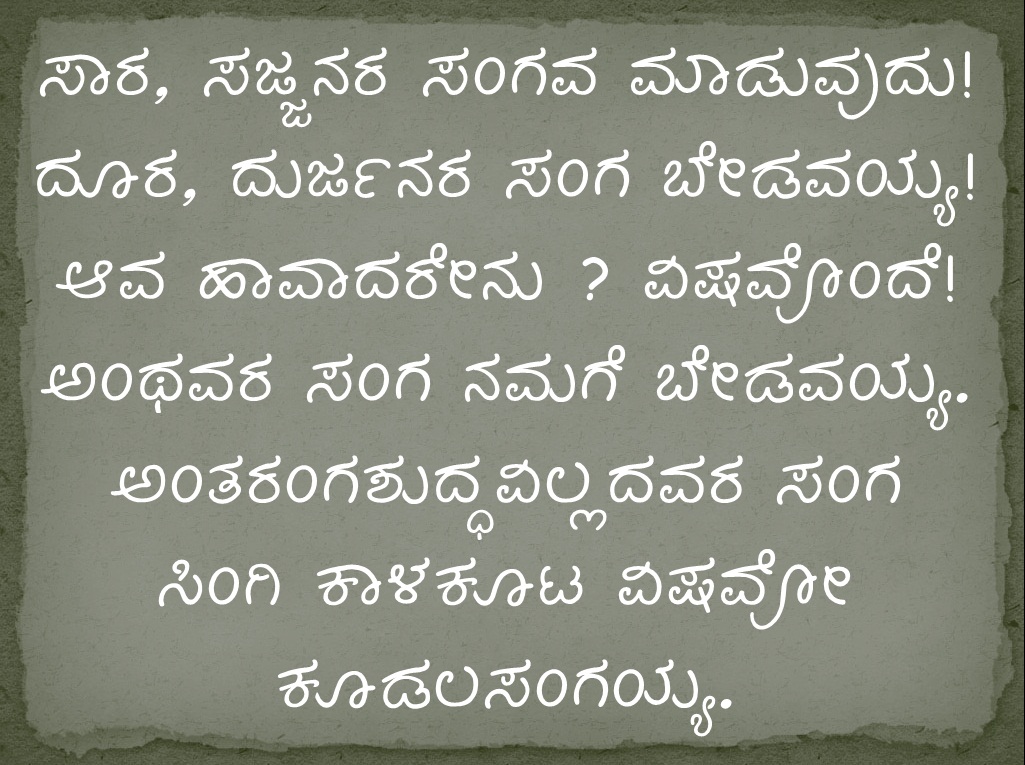 ಸಾರ, ಸಜ್ಜನರ ಸಂಗವ ಮಾಡುವುದು!
ದೂರ, ದುರ್ಜನರ ಸಂಗ ಬೇಡವಯ್ಯ!
ಆವ ಹಾವಾದರೇನು ? ವಿಷವೊಂದೆ!
ಅಂಥವರ ಸಂಗ ನಮಗೆ ಬೇಡವಯ್ಯ.
ಅಂತರಂಗಶುದ್ಧವಿಲ್ಲದವರ ಸಂಗ
ಸಿಂಗಿ ಕಾಳಕೂಟ ವಿಷವೋ
ಕೂಡಲಸಂಗಯ್ಯ.